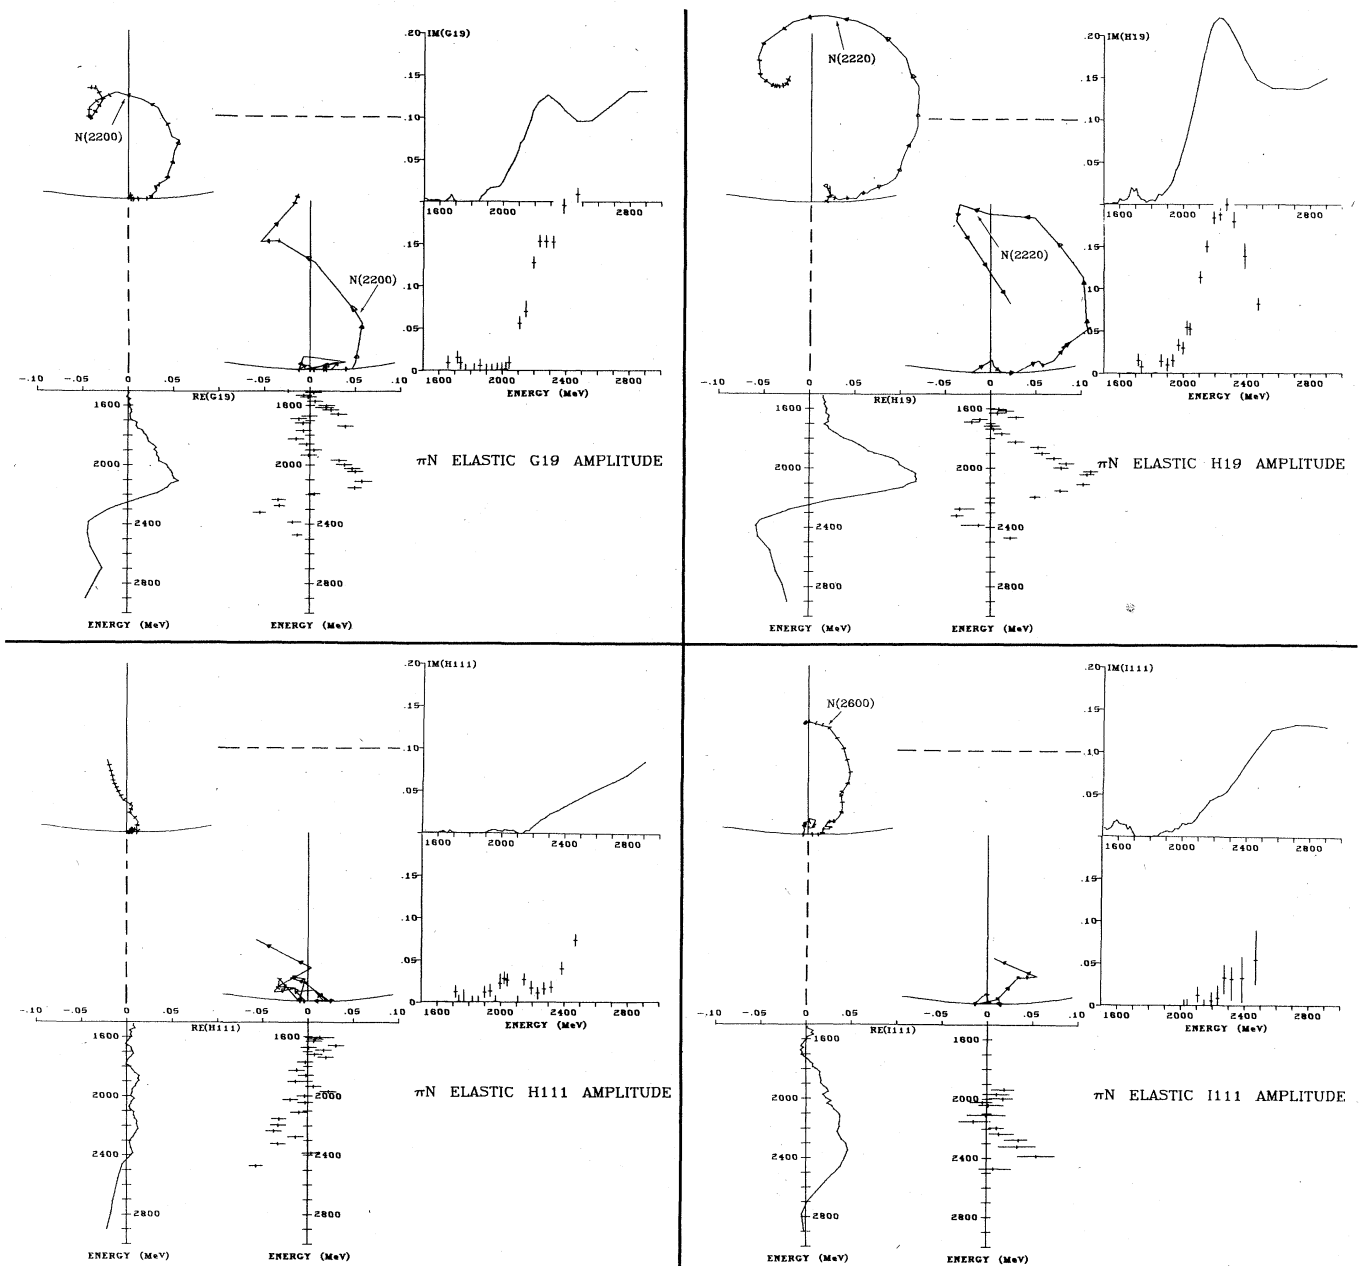 .20 IM(G19)
.15
.10
.05
1600 2000 2800
N(2200)
N(2200)
.15
.10
.05
1600 2000 2400 2800
ENERGY (MeV)
-.10 -.05 0 .05 -.05 0 .05 .10
RE(G19)
1600 1600
2000 2000
2400 2400
2800 2800
ENERGY (MeV) ENERGY (MeV)
πN ELASTIC G19 AMPLITUDE
.20 IM(H19)
.15
.10
.05
1600 2000 2400 2800
N(2220)
N(2220)
.15
.10
.05
1600 2000 2400 2800
ENERGY (MeV)
-.10 -.05 0 .05 -.05 0 .05 .10
RE(H19)
1600 1600
2000 2000
2400 2400
2800 2800
ENERGY (MeV) ENERGY (MeV)
πN ELASTIC H19 AMPLITUDE
.20 IM(H111)
.15
.10
.05
1600 2000 2400 2800
.15
.10
.05
1600 2000 2400 2800
ENERGY (MeV)
-.10 -.05 0 .05 -.05 0 .05 .10
RE(H111)
1600 1600
2000 2000
2400 2400
2800 2800
ENERGY (MeV) ENERGY (MeV)
πN ELASTIC H111 AMPLITUDE
.20 IM(I111)
.15
.10
.05
1600 2000 2400 2800
N(2600)
.15
.10
.05
1600 2000 2400 2800
ENERGY (MeV)
-.10 -.05 0 .05 -.05 0 .05 .10
RE(I111)
1600 1600
2000 2000
2400 2400
2800 2800
ENERGY (MeV) ENERGY (MeV)
πN ELASTIC I111 AMPLITUDE